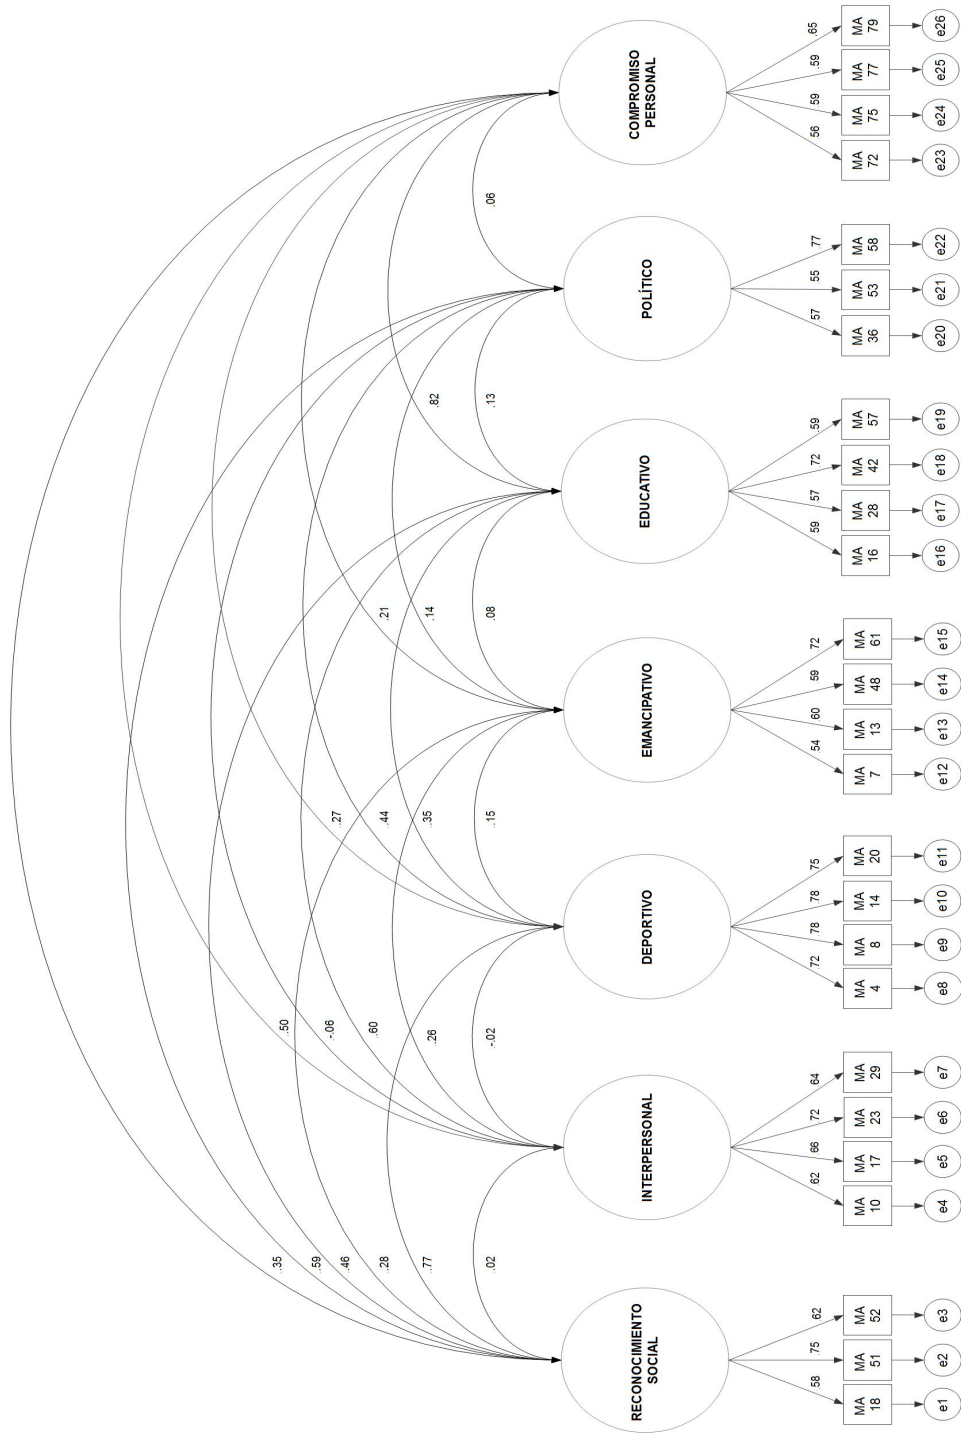 ..35
..59
..46
..28
..77
..02
..50
-.06
..60
..26
-.02
..27
..44
..35
..15
.21
.14
.08
.82
.13
.06
RECONOCIMIENTO
SOCIAL
INTERPERSONAL
DEPORTIVO
EMANCIPATIVO
EDUCATIVO
POLÍTICO
COMPROMISO
PERSONAL
.58 .75 .62
.62 .66 .72 .64
.72 .78 .78 .75
.54 .60 .59 .72
.59 .57 .72 .59
.57 .55 .77
.56 .59 .59 .65
MA MA MA
18 51 52
MA MA MA MA
10 17 23 29
MA MA MA MA
4 8 14 20
MA MA MA MA
7 13 48 61
MA MA MA MA
16 28 42 57
MA MA MA
36 53 58
MA MA MA MA
72 75 77 79
e1 e2 e3 e4 e5 e6 e7 e8 e9 e10 e11 e12 e13 e14 e15 e16 e17 e18 e19 e20 e21 e22 e23 e24 e25 e26